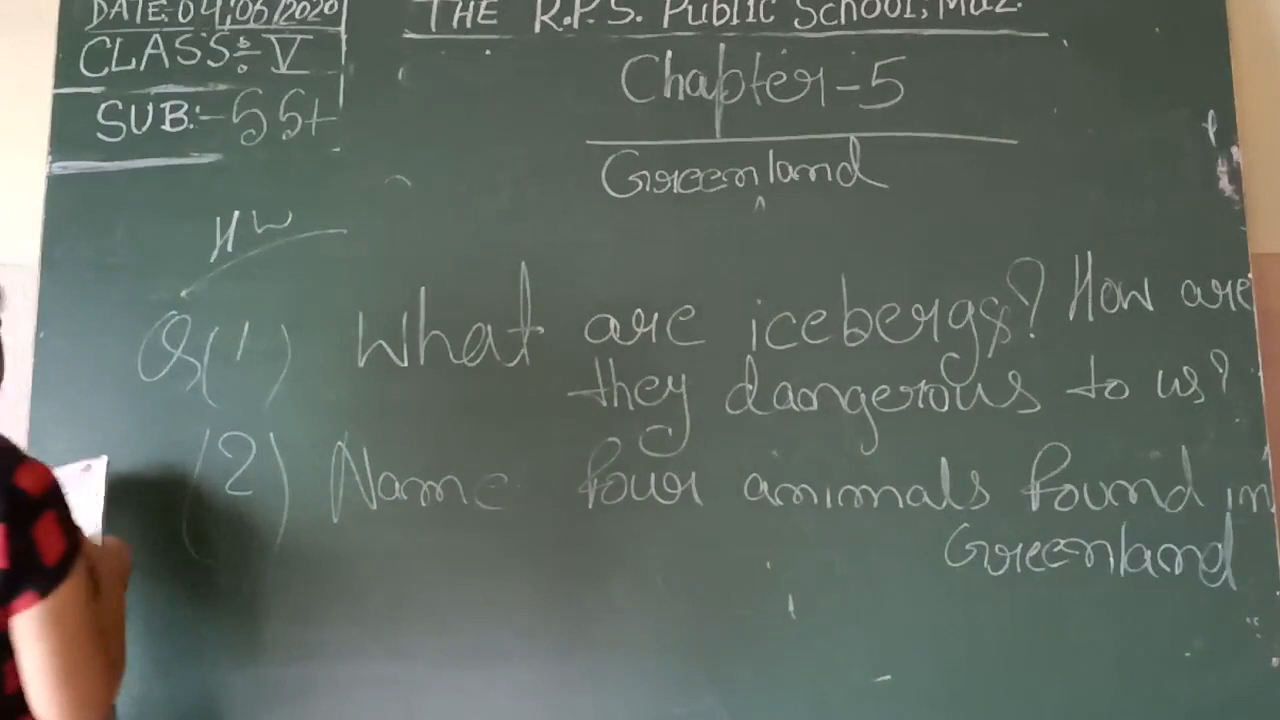 DATE: 04/06/2020
CLASS:- V
SUB:- SSt
THE R.P.S. Public School, Muz.
Chapter-5
Greenland
HW
Q(1) What are icebergs? How are
they dangerous to us?
(2) Name four animals found in
Greenland